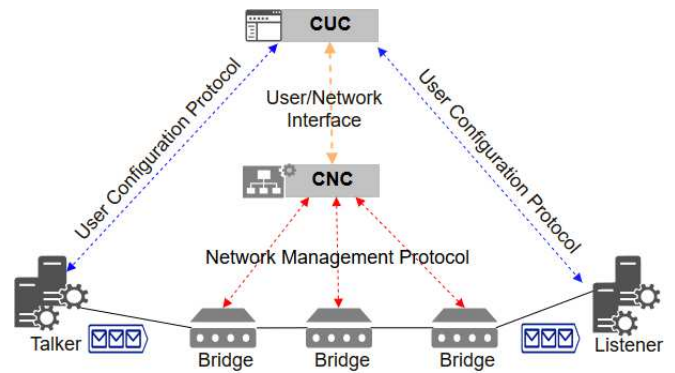 CUC
User Configuration Protocol
User/Network
Interface
User Configuration Protocol
CNC
Network Management Protocol
Talker
Bridge
Bridge
Bridge
Listener